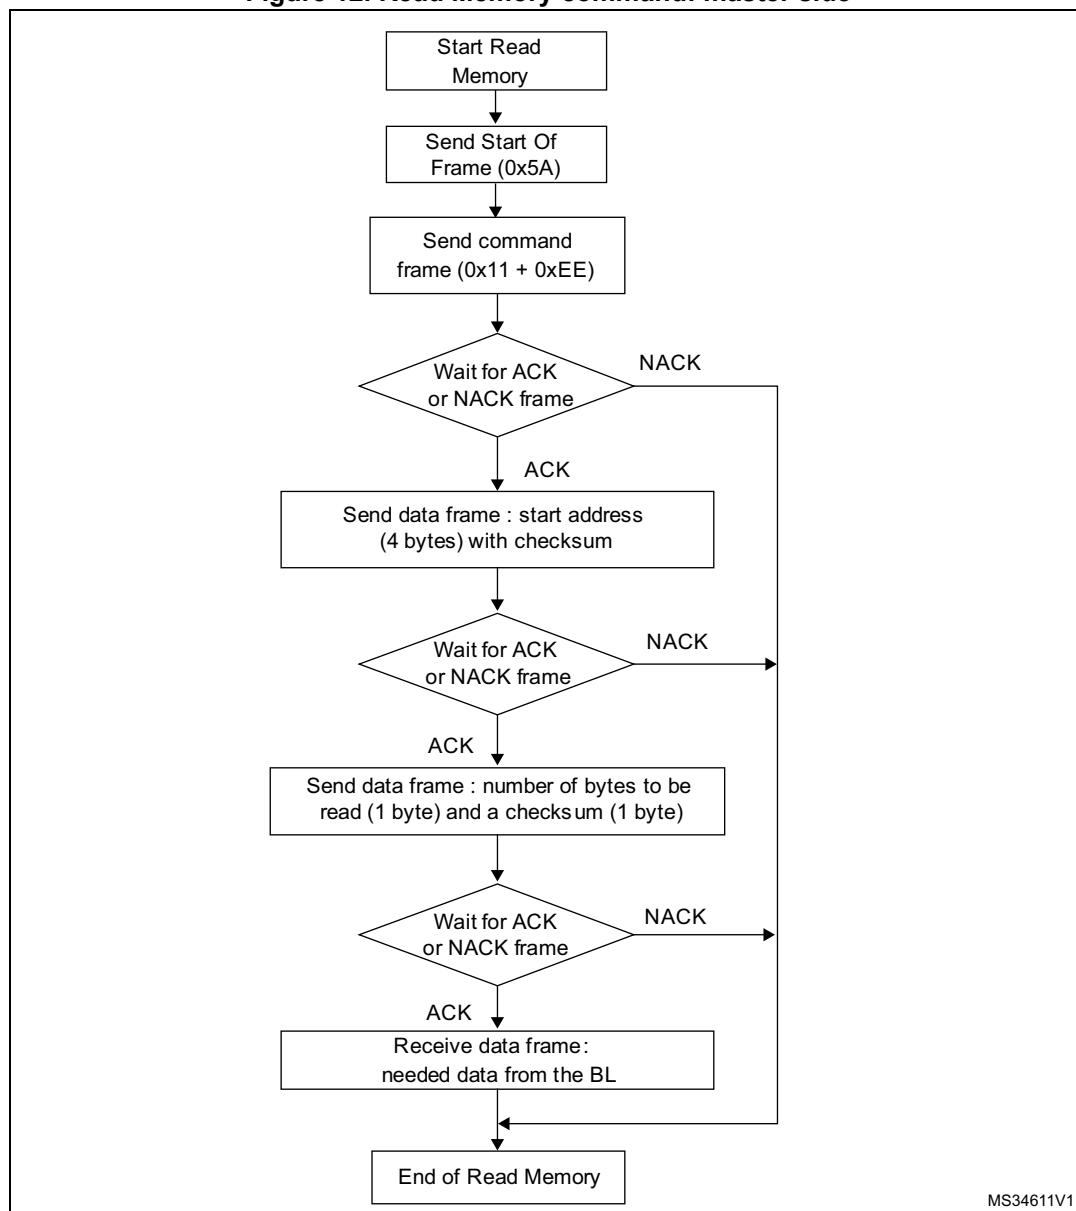 Start Read
Memory
Send Start Of
Frame (0x5A)
Send command
frame (0x11 + 0xEE)
Wait for ACK
or NACK frame
NACK
ACK
Send data frame : start address
(4 bytes) with checksum
Wait for ACK
or NACK frame
NACK
ACK
Send data frame : number of bytes to be
read (1 byte) and a checksum (1 byte)
Wait for ACK
or NACK frame
NACK
ACK
Receive data frame:
needed data from the BL
End of Read Memory
MS34611V1